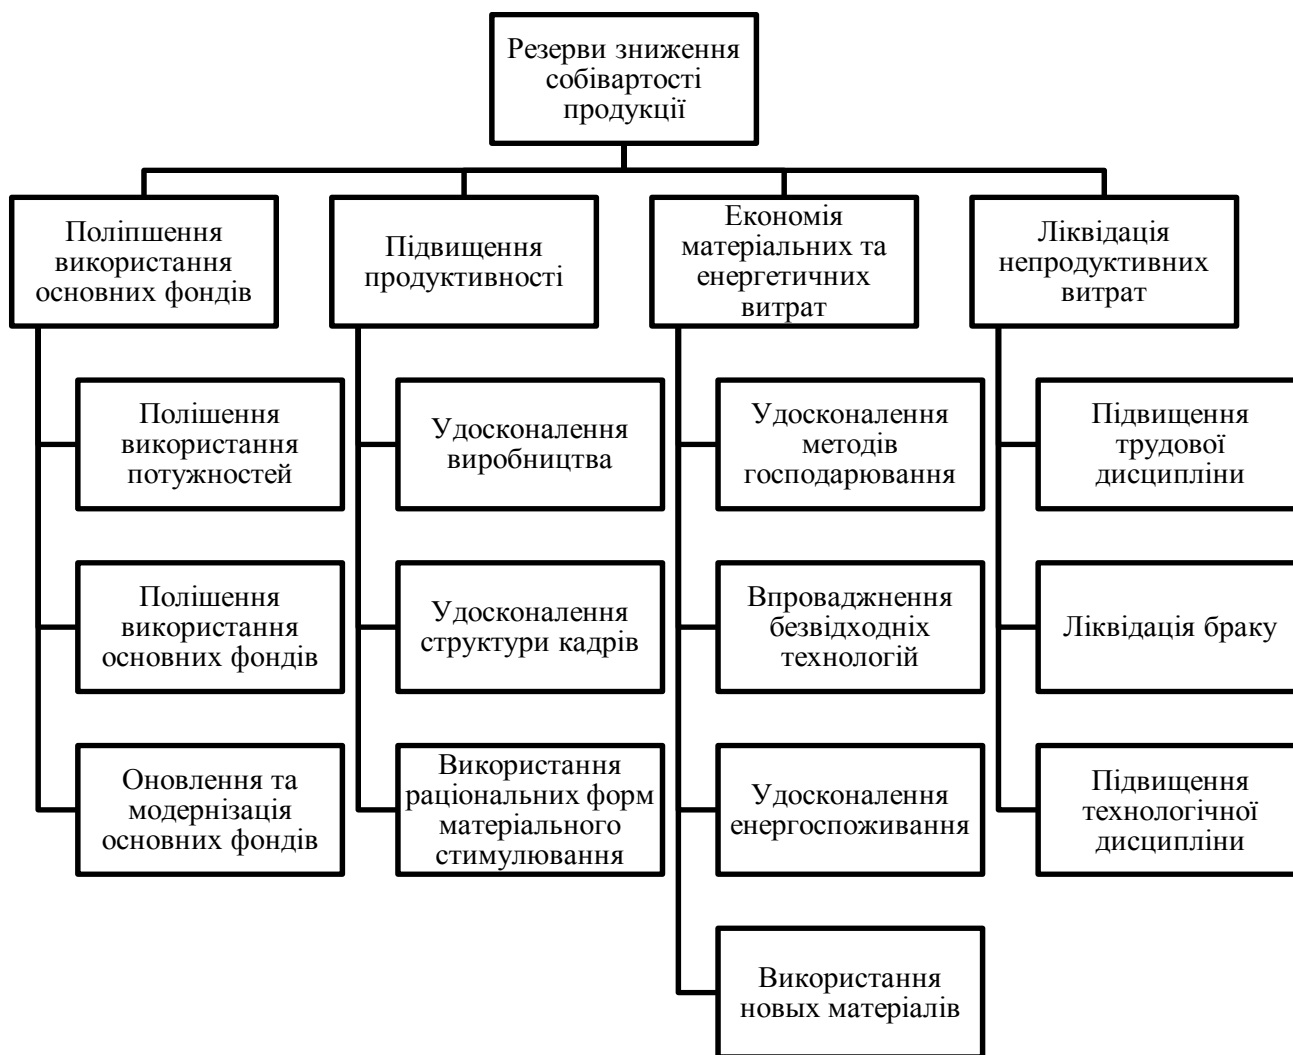 Резерви зниження
собівартості
продукції
Поліпшення
використання
основних фондів
Підвищення
продуктивності
Економія
матеріальних та
енергетичних
витрат
Ліквідація
непродуктивних
витрат
Полішення
використання
потужностей
Удосконалення
виробництва
Удосконалення
методів
господарювання
Підвищення
трудової
дисципліни
Полішення
використання
основних фондів
Удосконалення
структури кадрів
Впроваджнення
безвідходніх
технологій
Ліквідація браку
Оновлення та
модернізація
основних фондів
Використання
раціональних форм
матеріального
стимулювання
Удосконалення
енергоспоживання
Підвищення
технологічної
дисципліни
Використання
новых матеріалів